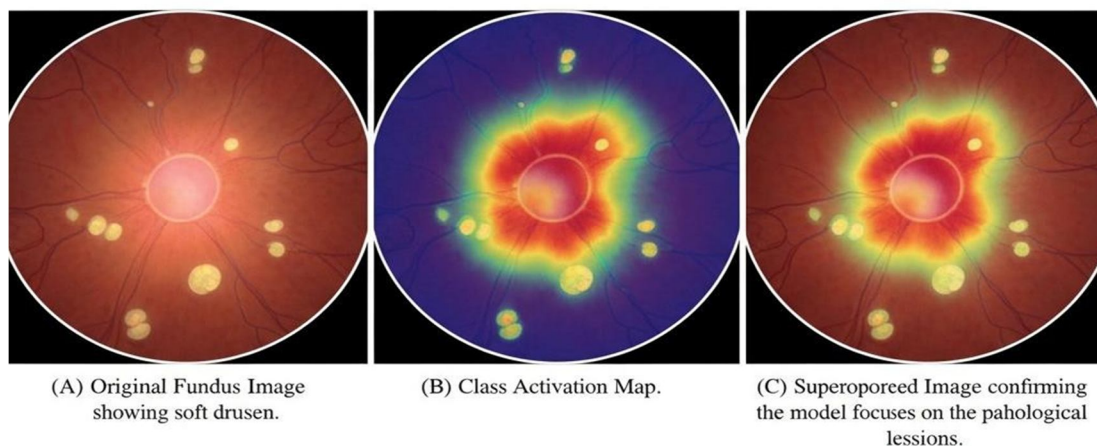 (A) Original Fundus Image
showing soft drusen.
(B) Class Activation Map.
(C) Superoporeed Image confirming
the model focuses on the pahological
lessions.